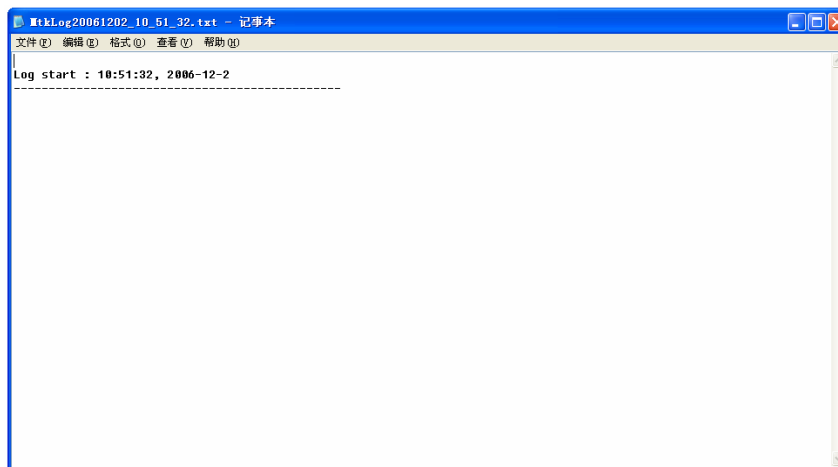 MtkLog20061202_10_51_32.txt - 记事本
文件(F) 编辑(E) 格式(O) 查看(V) 帮助(H)
Log start : 10:51:32, 2006-12-2
-----------------------------------------------